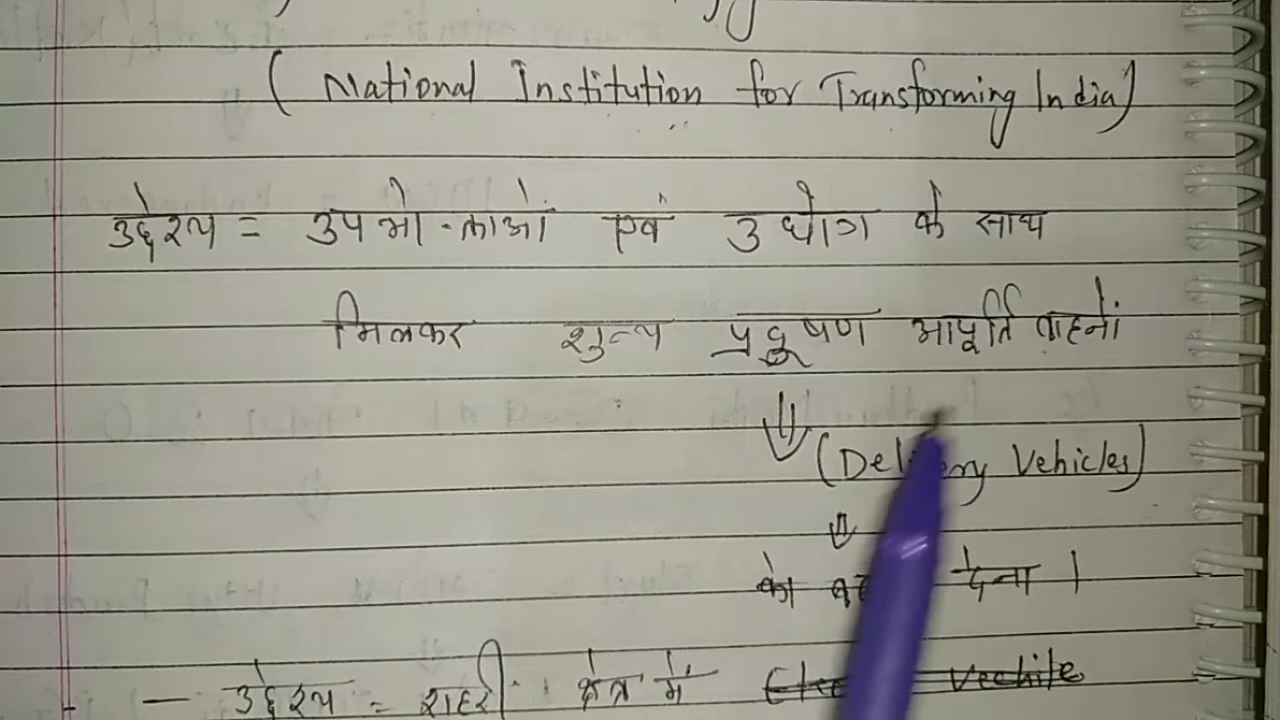 ( National Institution for Transforming India)
उद्देश्य = उपभोक्ताओं एवं उद्योग के साथ
मिलकर शुन्य प्रदूषण आपूर्ति वाहनों
(Delivery Vehicles)
को देना ।
— उद्देश्य = शहरी क्षेत्र में Vechile